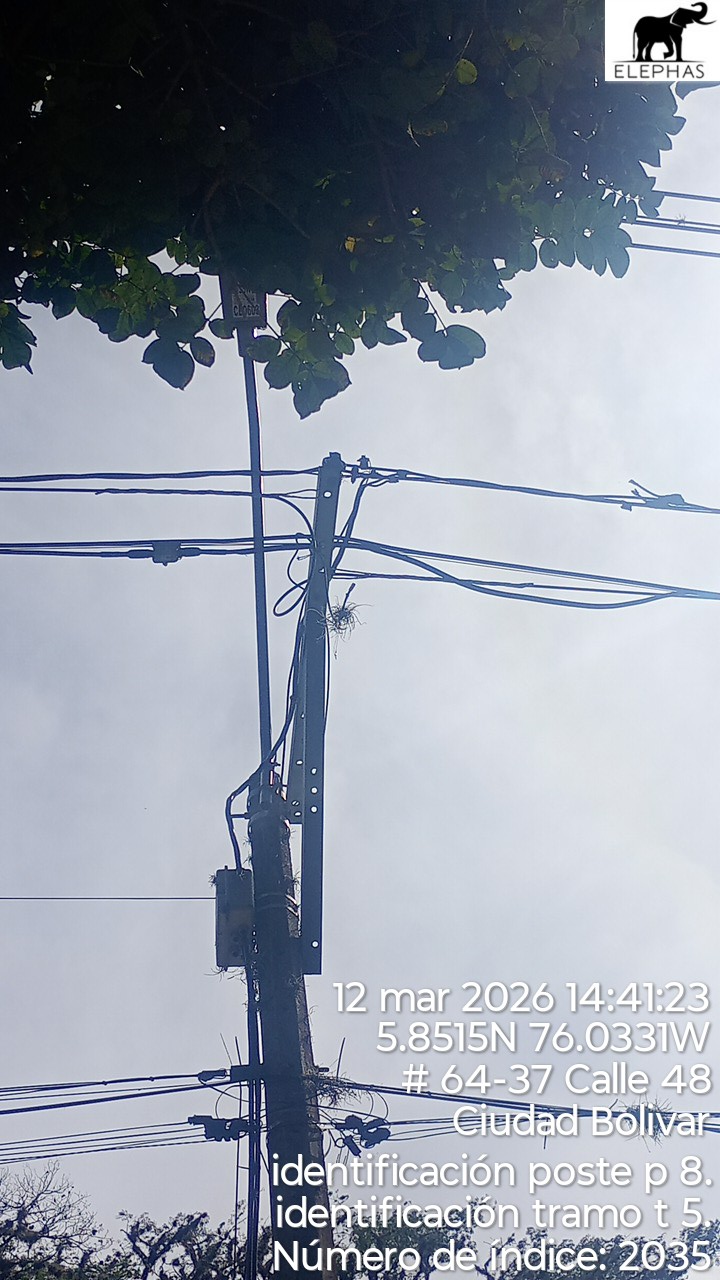 ELEPHAS
12 mar 2026 14:41:23
5.8515N 76.0331W
# 64-37 Calle 48
Ciudad Bolivar
identificación poste p 8.
identificación tramo t 5.
Número de índice: 2035